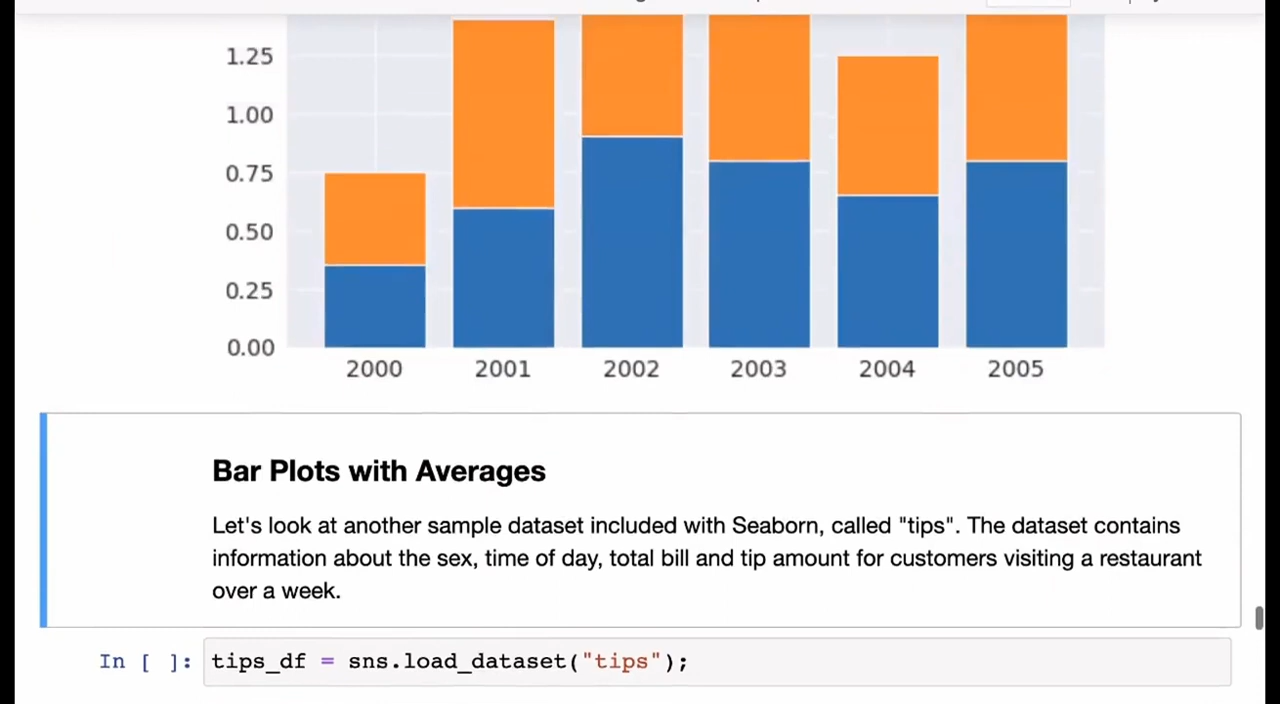 1.25
1.00
0.75
0.50
0.25
0.00
2000 2001 2002 2003 2004 2005
Bar Plots with Averages
Let's look at another sample dataset included with Seaborn, called "tips". The dataset contains
information about the sex, time of day, total bill and tip amount for customers visiting a restaurant
over a week.
In [ ]: tips_df = sns.load_dataset("tips");